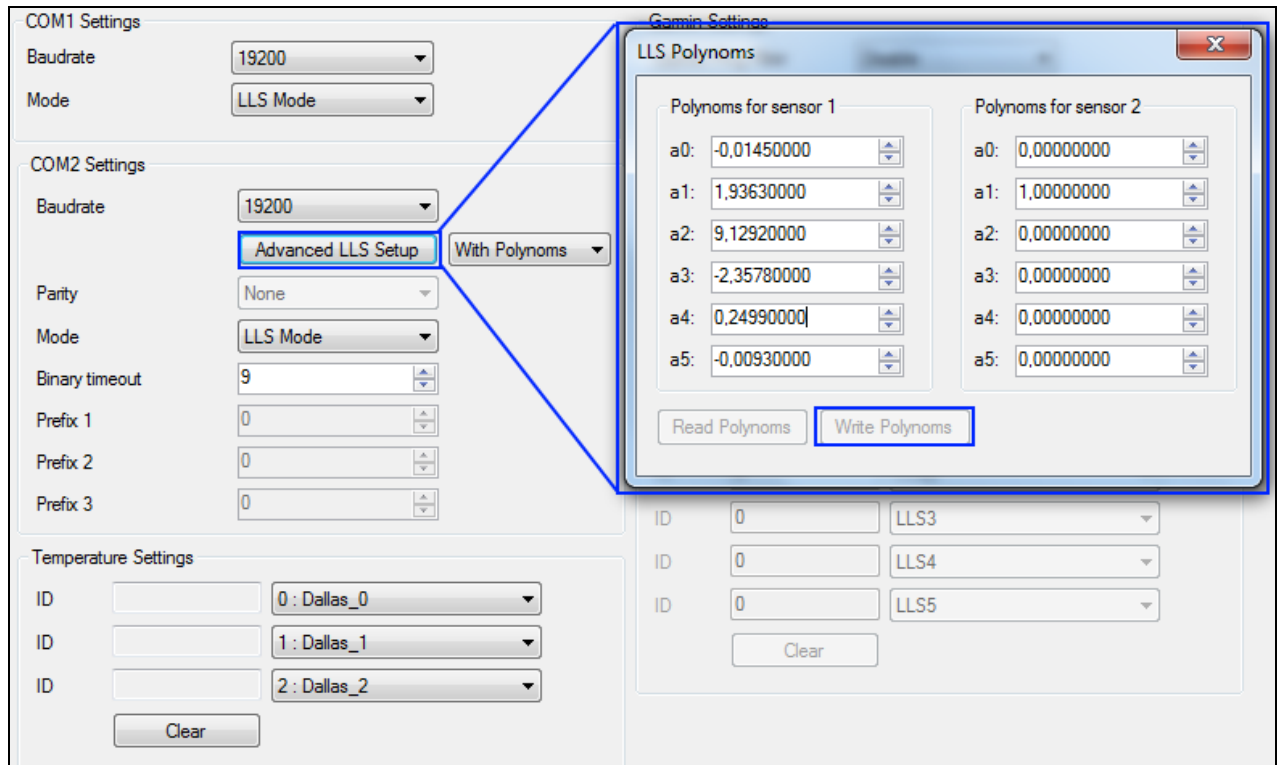 COM1 Settings
Baudrate 19200
Mode LLS Mode
COM2 Settings
Baudrate 19200
Advanced LLS Setup With Polynoms
Parity None
Mode LLS Mode
Binary timeout 9
Prefix 1 0
Prefix 2 0
Prefix 3 0
Temperature Settings
ID 0 : Dallas_0
ID 1 : Dallas_1
ID 2 : Dallas_2
Clear
Garmin Settings
LLS Polynoms
Polynoms for sensor 1
a0: -0,01450000
a1: 1,93630000
a2: 9,12920000
a3: -2,35780000
a4: 0,24990000
a5: -0,00930000
Polynoms for sensor 2
a0: 0,00000000
a1: 1,00000000
a2: 0,00000000
a3: 0,00000000
a4: 0,00000000
a5: 0,00000000
Read Polynoms Write Polynoms
ID 0 LLS3
ID 0 LLS4
ID 0 LLS5
Clear